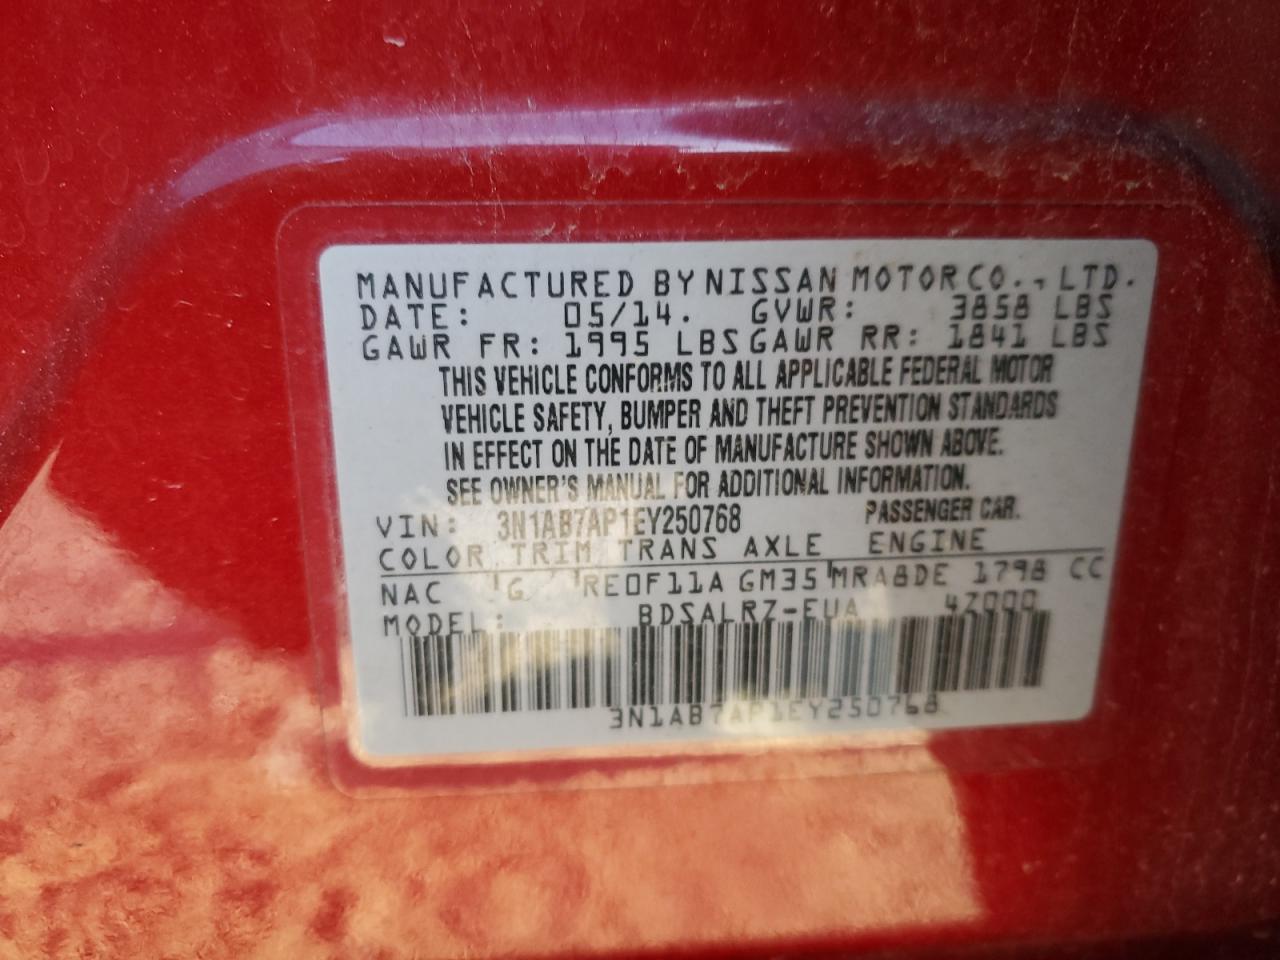 MANUFACTURED BY NISSAN MOTOR CO., LTD.
DATE: 05/14. GVWR: 3858 LBS
GAWR FR: 1995 LBS GAWR RR: 1841 LBS
THIS VEHICLE CONFORMS TO ALL APPLICABLE FEDERAL MOTOR
VEHICLE SAFETY, BUMPER AND THEFT PREVENTION STANDARDS
IN EFFECT ON THE DATE OF MANUFACTURE SHOWN ABOVE.
SEE OWNER'S MANUAL FOR ADDITIONAL INFORMATION.
VIN: 3N1AB7AP1EY250768 PASSENGER CAR.
COLOR TRIM TRANS AXLE ENGINE
NAC G RE0F11A GM35 MRA8DE 1798 CC
MODEL: BDSALRZ-EUA 4Z000
3N1AB7AP1EY250768